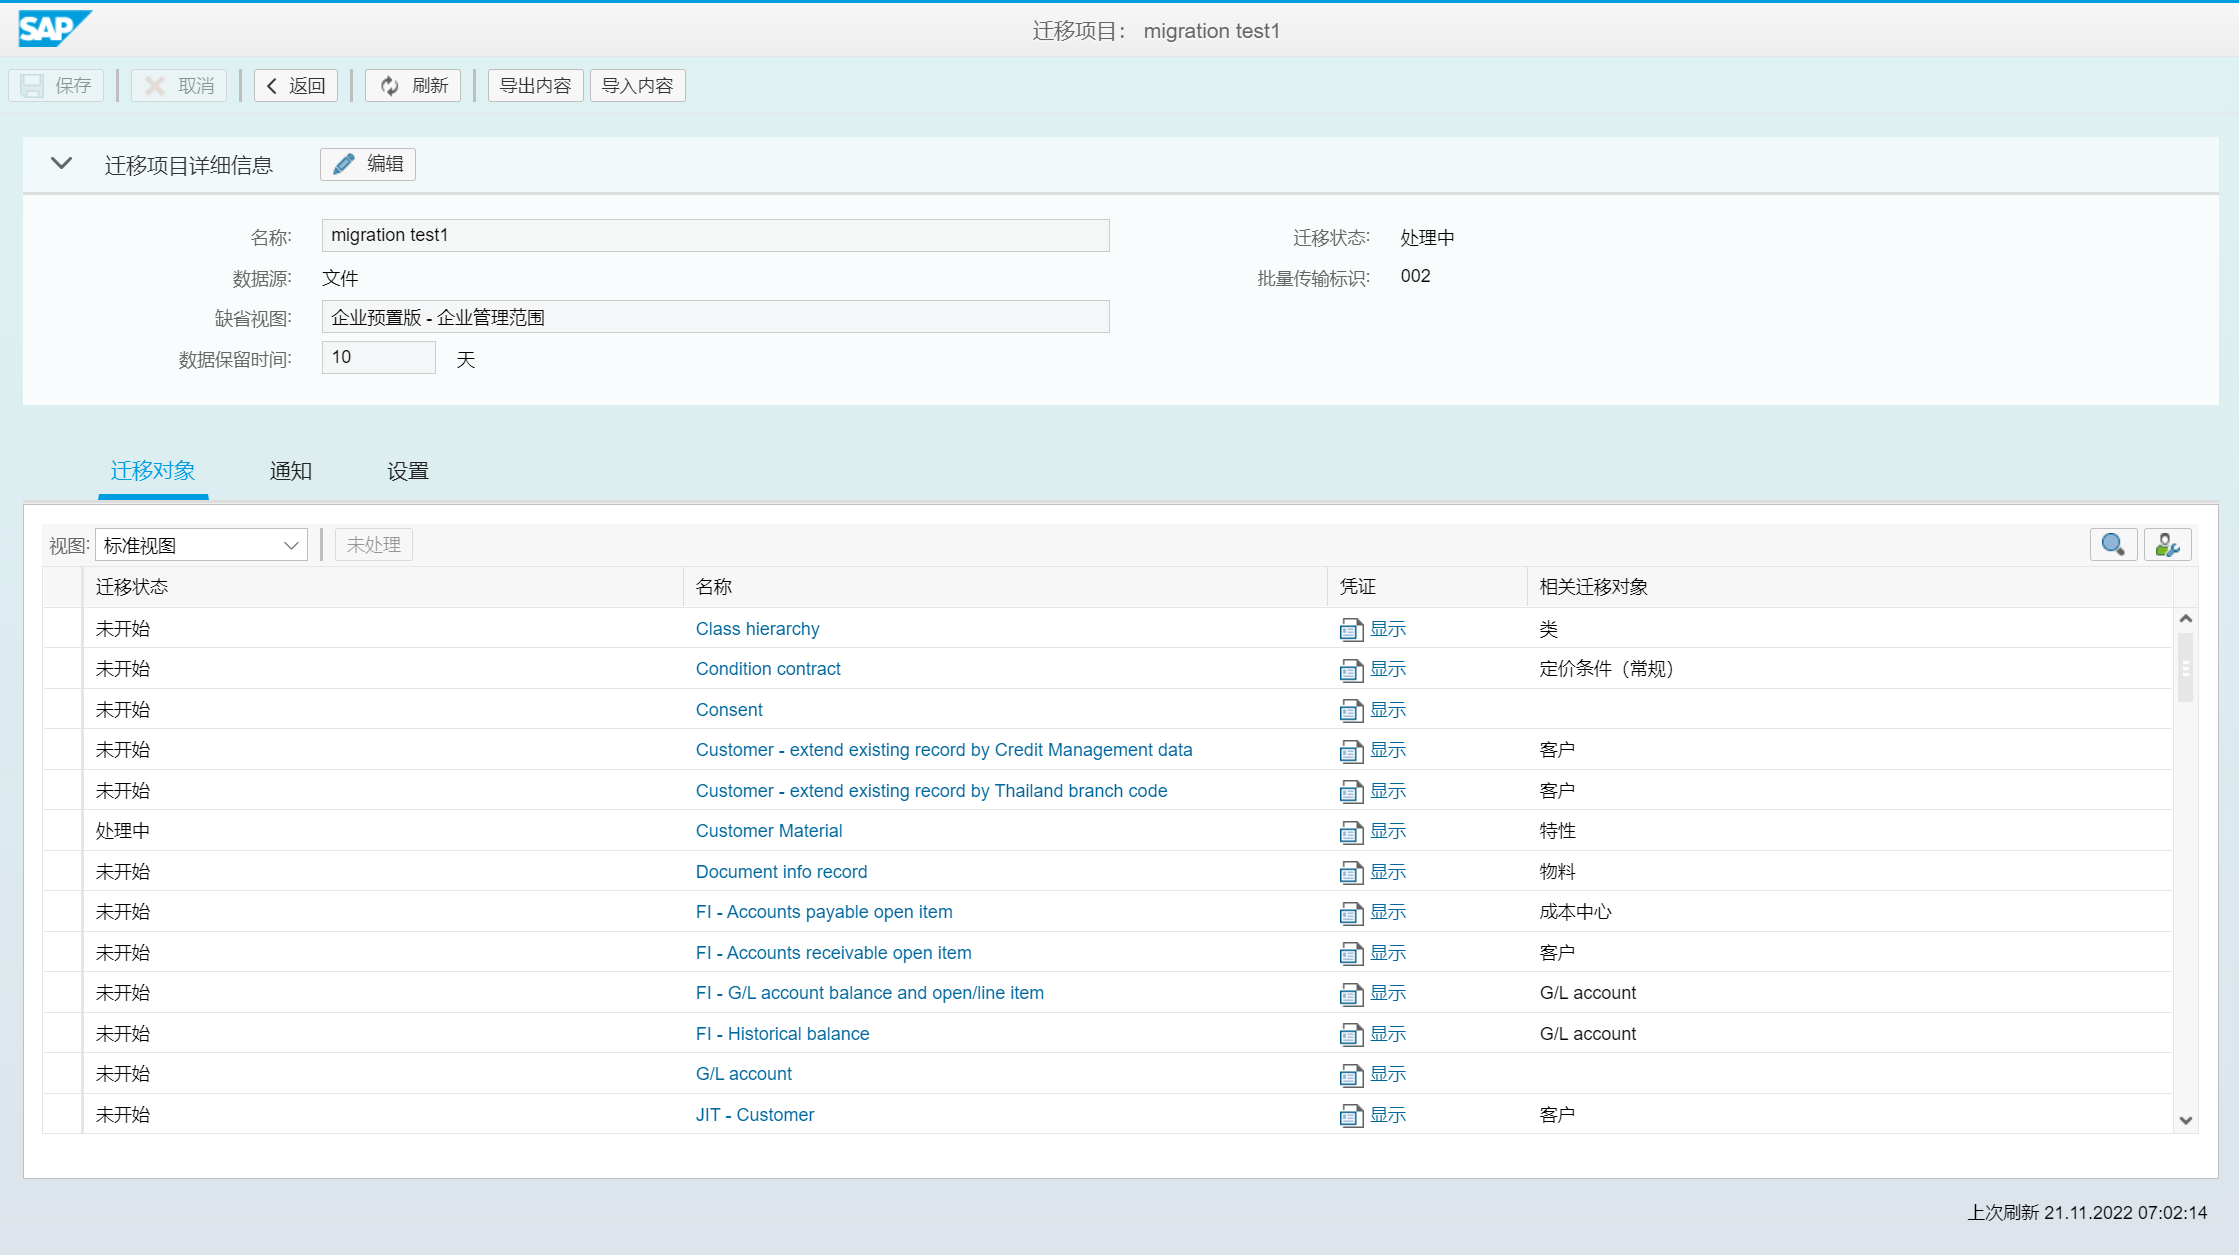 SAP
迁移项目： migration test1
保存 取消 返回 刷新 导出内容 导入内容
迁移项目详细信息 编辑
名称: migration test1 迁移状态: 处理中
数据源: 文件 批量传输标识: 002
缺省视图: 企业预置版 - 企业管理范围
数据保留时间: 10 天
迁移对象 通知 设置
视图: 标准视图 未处理
迁移状态 名称 凭证 相关迁移对象
未开始 Class hierarchy 显示 类
未开始 Condition contract 显示 定价条件（常规）
未开始 Consent 显示
未开始 Customer - extend existing record by Credit Management data 显示 客户
未开始 Customer - extend existing record by Thailand branch code 显示 客户
处理中 Customer Material 显示 特性
未开始 Document info record 显示 物料
未开始 FI - Accounts payable open item 显示 成本中心
未开始 FI - Accounts receivable open item 显示 客户
未开始 FI - G/L account balance and open/line item 显示 G/L account
未开始 FI - Historical balance 显示 G/L account
未开始 G/L account 显示
未开始 JIT - Customer 显示 客户
上次刷新 21.11.2022 07:02:14